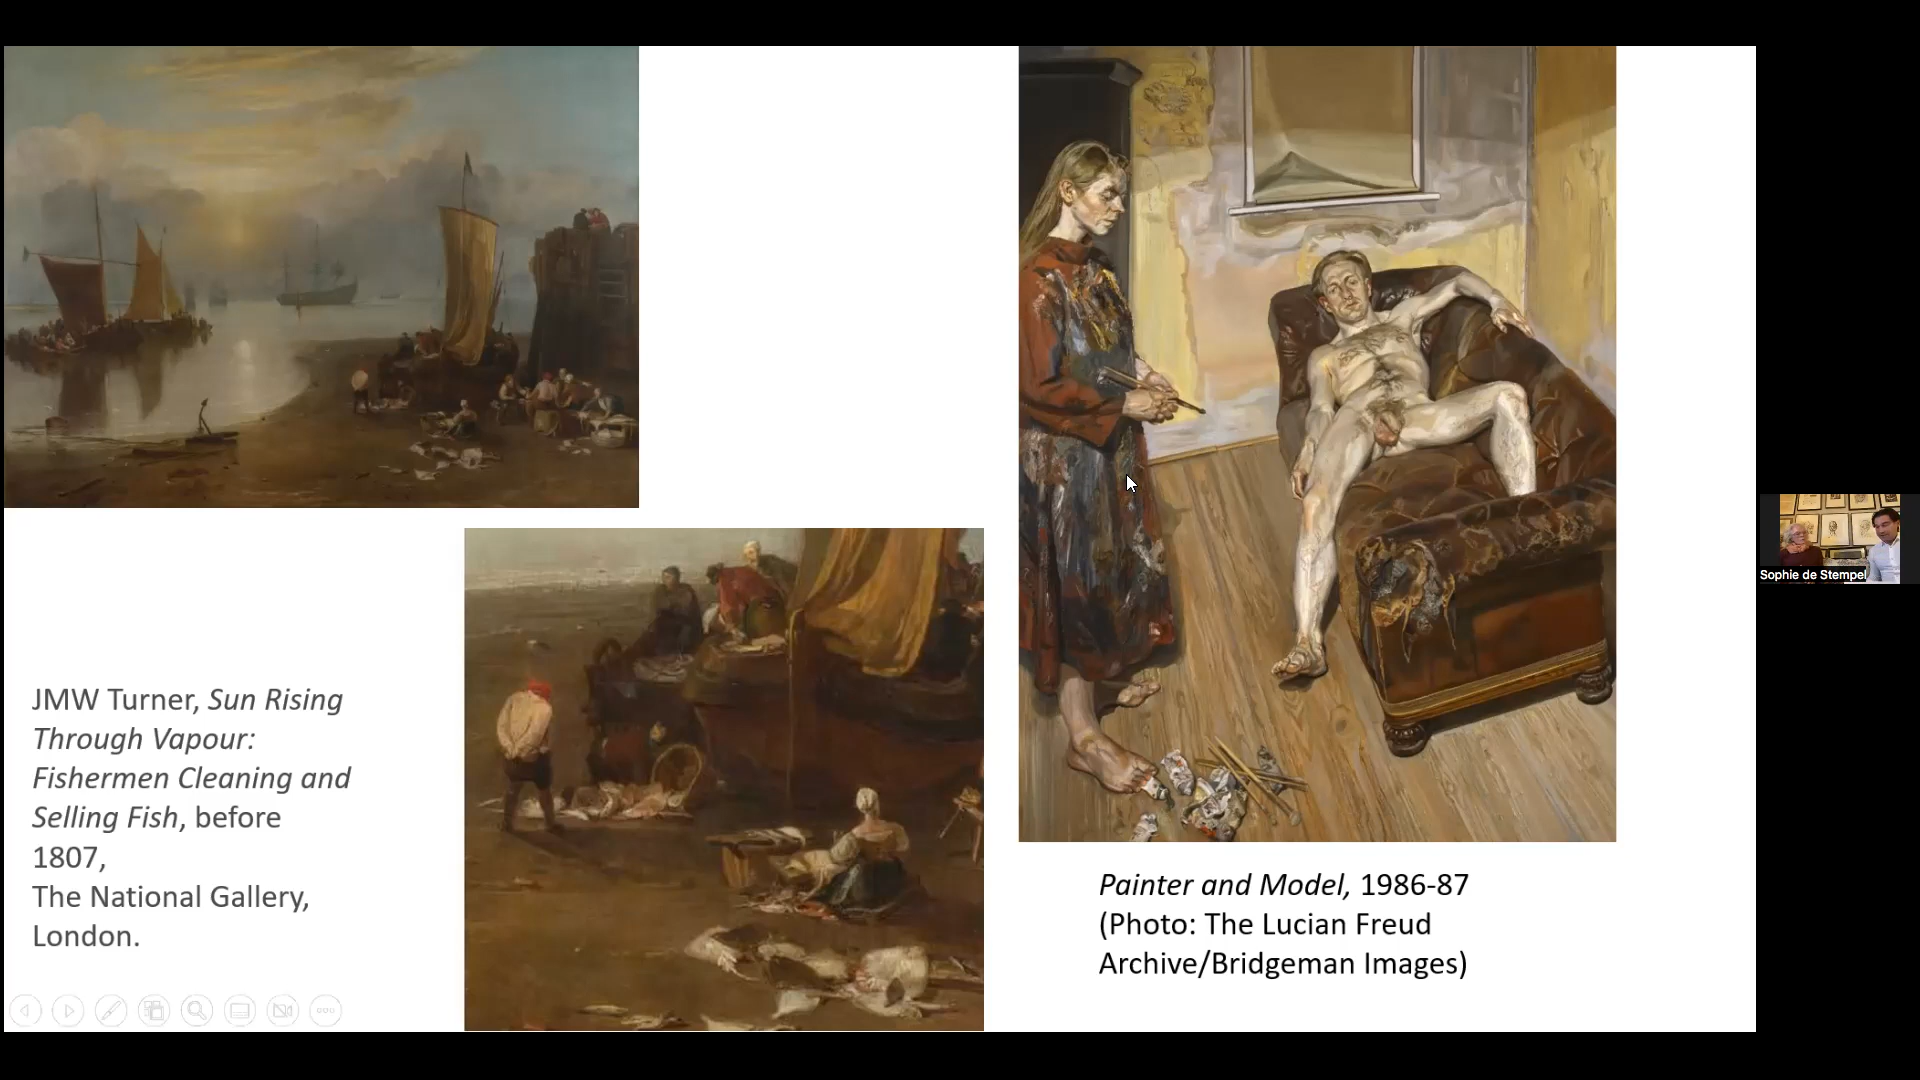 JMW Turner, Sun Rising
Through Vapour:
Fishermen Cleaning and
Selling Fish, before
1807,
The National Gallery,
London.
Painter and Model, 1986-87
(Photo: The Lucian Freud
Archive/Bridgeman Images)
Sophie de Stempel